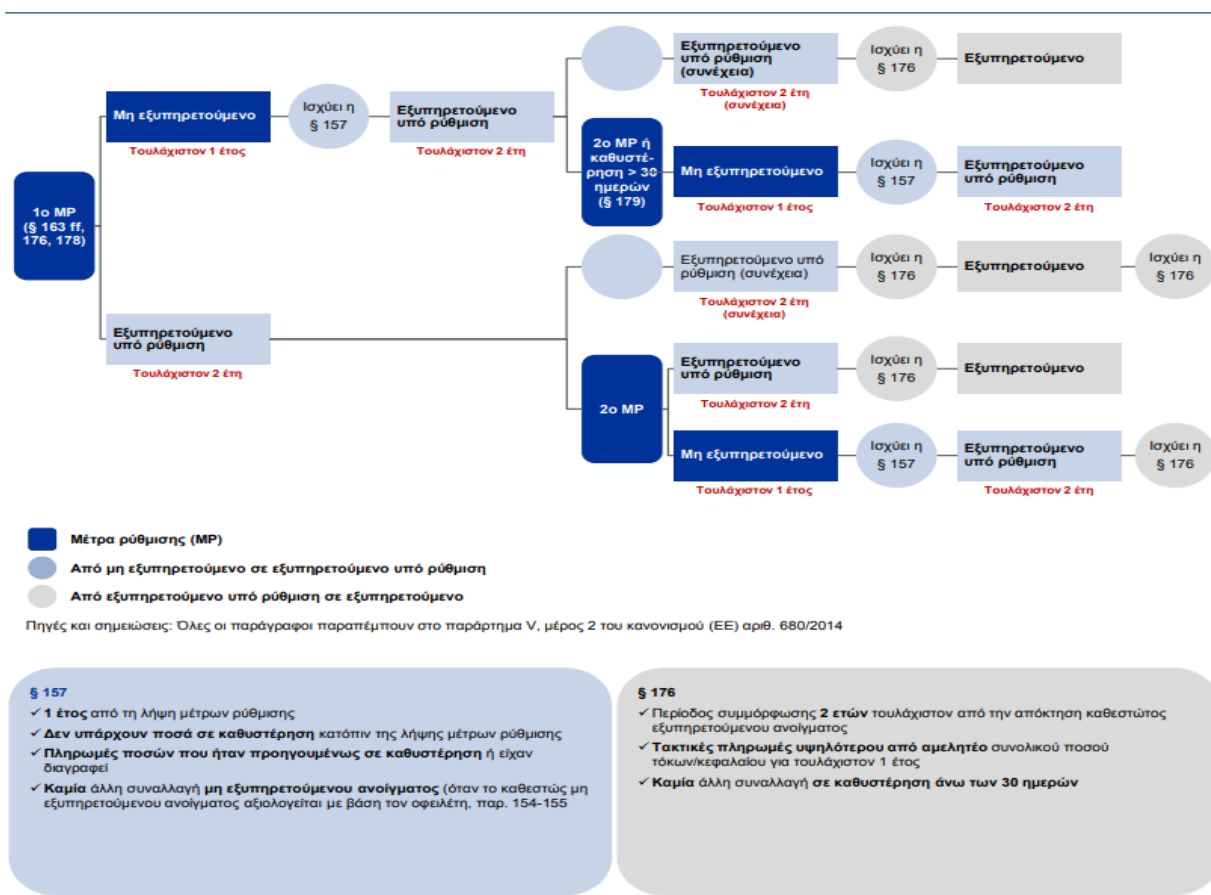 Εξυπηρετούμενο
υπό ρύθμιση
(συνέχεια)
Τουλάχιστον 2 έτη
(συνέχεια)
Ισχύει η
§ 176
Εξυπηρετούμενο
Μη εξυπηρετούμενο
Τουλάχιστον 1 έτος
Ισχύει η
§ 157
Εξυπηρετούμενο
υπό ρύθμιση
Τουλάχιστον 2 έτη
2ο ΜΡ ή
καθυστέ-
ρηση > 30
ημερών
(§ 179)
Μη εξυπηρετούμενο
Τουλάχιστον 1 έτος
Ισχύει η
§ 157
Εξυπηρετούμενο
υπό ρύθμιση
Τουλάχιστον 2 έτη
1ο ΜΡ
(§ 163 ff,
176, 178)
Εξυπηρετούμενο υπό
ρύθμιση (συνέχεια)
Τουλάχιστον 2 έτη
(συνέχεια)
Ισχύει η
§ 176
Εξυπηρετούμενο
Ισχύει η
§ 176
Εξυπηρετούμενο
υπό ρύθμιση
Τουλάχιστον 2 έτη
2ο ΜΡ
Εξυπηρετούμενο
υπό ρύθμιση
Τουλάχιστον 2 έτη
Ισχύει η
§ 176
Εξυπηρετούμενο
Μη εξυπηρετούμενο
Τουλάχιστον 1 έτος
Ισχύει η
§ 157
Εξυπηρετούμενο
υπό ρύθμιση
Τουλάχιστον 2 έτη
Ισχύει η
§ 176
Μέτρα ρύθμισης (ΜΡ)
Από μη εξυπηρετούμενο σε εξυπηρετούμενο υπό ρύθμιση
Από εξυπηρετούμενο υπό ρύθμιση σε εξυπηρετούμενο
Πηγές και σημειώσεις: Όλες οι παράγραφοι παραπέμπουν στο παράρτημα V, μέρος 2 του κανονισμού (ΕΕ) αριθ. 680/2014
§ 157
✓ 1 έτος από τη λήψη μέτρων ρύθμισης
✓ Δεν υπάρχουν ποσά σε καθυστέρηση κατόπιν της λήψης μέτρων ρύθμισης
✓ Πληρωμές ποσών που ήταν προηγουμένως σε καθυστέρηση ή είχαν
διαγραφεί
✓ Καμία άλλη συναλλαγή μη εξυπηρετούμενου ανοίγματος (όταν το καθεστώς μη
εξυπηρετούμενου ανοίγματος αξιολογείται με βάση τον οφειλέτη, παρ. 154-155
§ 176
✓ Περίοδος συμμόρφωσης 2 ετών τουλάχιστον από την απόκτηση καθεστώτος
εξυπηρετούμενου ανοίγματος
✓ Τακτικές πληρωμές υψηλότερου από αμελητέο συνολικού ποσού
τόκων/κεφαλαίου για τουλάχιστον 1 έτος
✓ Καμία άλλη συναλλαγή σε καθυστέρηση άνω των 30 ημερών